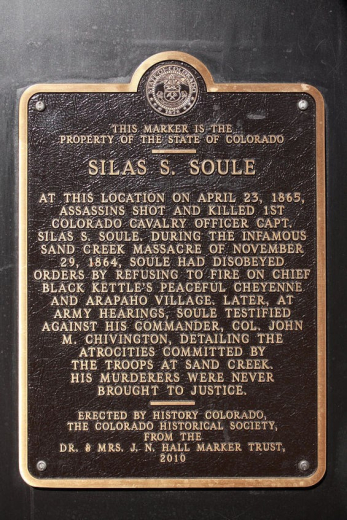 THIS MARKER IS THE
PROPERTY OF THE STATE OF COLORADO
SILAS S. SOULE
AT THIS LOCATION ON APRIL 23, 1865,
ASSASSINS SHOT AND KILLED 1ST
COLORADO CAVALRY OFFICER CAPT.
SILAS S. SOULE. DURING THE INFAMOUS
SAND CREEK MASSACRE OF NOVEMBER
29, 1864, SOULE HAD DISOBEYED
ORDERS BY REFUSING TO FIRE ON CHIEF
BLACK KETTLE'S PEACEFUL CHEYENNE
AND ARAPAHO VILLAGE. LATER, AT
ARMY HEARINGS, SOULE TESTIFIED
AGAINST HIS COMMANDER, COL. JOHN
M. CHIVINGTON, DETAILING THE
ATROCITIES COMMITTED BY
THE TROOPS AT SAND CREEK.
HIS MURDERERS WERE NEVER
BROUGHT TO JUSTICE.
ERECTED BY HISTORY COLORADO,
THE COLORADO HISTORICAL SOCIETY,
FROM THE
DR. & MRS. J. N. HALL MARKER TRUST,
2010